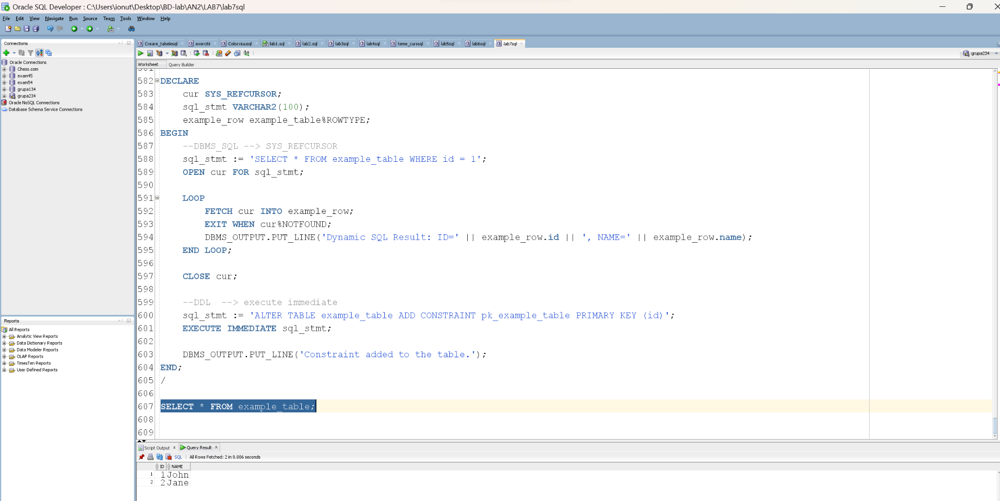 Oracle SQL Developer : C:\Users\ionut\Desktop\BD-lab\AN2\LAB7\lab7sql
File Edit View Navigate Run Source Team Tools Window Help
Connections
Oracle Connections
Chess.com
exam45
exam54
grupa134
grupa234
Oracle NoSQL Connections
Database Schema Service Connections
Reports
All Reports
Analytic View Reports
Data Dictionary Reports
Data Modeler Reports
OLAP Reports
TimesTen Reports
User Defined Reports
Creare_tabelesql exercitii Colocviuusql lab1.sql lab2.sql lab3sql lab4sql teme_curssql lab5sql lab6sql lab7sql
grupa234
Worksheet Query Builder
581
582 DECLARE
583 cur SYS_REFCURSOR;
584 sql_stmt VARCHAR2(100);
585 example_row example_table%ROWTYPE;
586 BEGIN
587 --DBMS_SQL --> SYS_REFCURSOR
588 sql_stmt := 'SELECT * FROM example_table WHERE id = 1';
589 OPEN cur FOR sql_stmt;
590
591 LOOP
592 FETCH cur INTO example_row;
593 EXIT WHEN cur%NOTFOUND;
594 DBMS_OUTPUT.PUT_LINE('Dynamic SQL Result: ID=' || example_row.id || ', NAME=' || example_row.name);
595 END LOOP;
596
597 CLOSE cur;
598
599 --DDL --> execute immediate
600 sql_stmt := 'ALTER TABLE example_table ADD CONSTRAINT pk_example_table PRIMARY KEY (id)';
601 EXECUTE IMMEDIATE sql_stmt;
602
603 DBMS_OUTPUT.PUT_LINE('Constraint added to the table.');
604 END;
605 /
606
607 SELECT * FROM example_table;
608
609
Script Output Query Result
SQL All Rows Fetched: 2 in 0.006 seconds
ID NAME
1 1 John
2 2 Jane